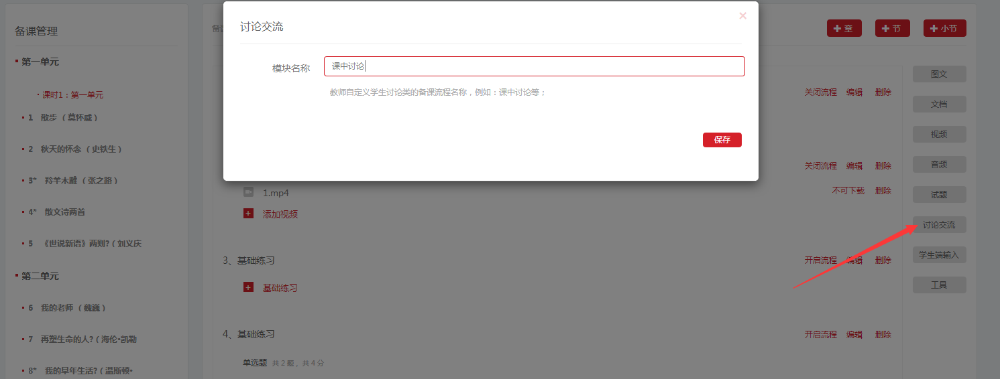 备课管理
第一单元
课时1：第一单元
1 散步（莫怀戚）
2 秋天的怀念（史铁生）
3* 羚羊木雕（张之路）
4* 散文诗两首
5 《世说新语》两则?（刘义庆
第二单元
6 我的老师（魏巍）
7 再塑生命的人?（海伦•凯勒
8* 我的早年生活?（温斯顿•
讨论交流
×
模块名称
课中讨论
教师自定义学生讨论类的备课流程名称，例如：课中讨论等；
保存
章
节
小节
关闭流程 编辑 删除
关闭流程 编辑 删除
1.mp4
不可下载 删除
添加视频
3、基础练习
开启流程 编辑 删除
基础练习
4、基础练习
开启流程 编辑 删除
单选题 共 2 题，共 4 分
图文
文档
视频
音频
试题
讨论交流
学生端输入
工具